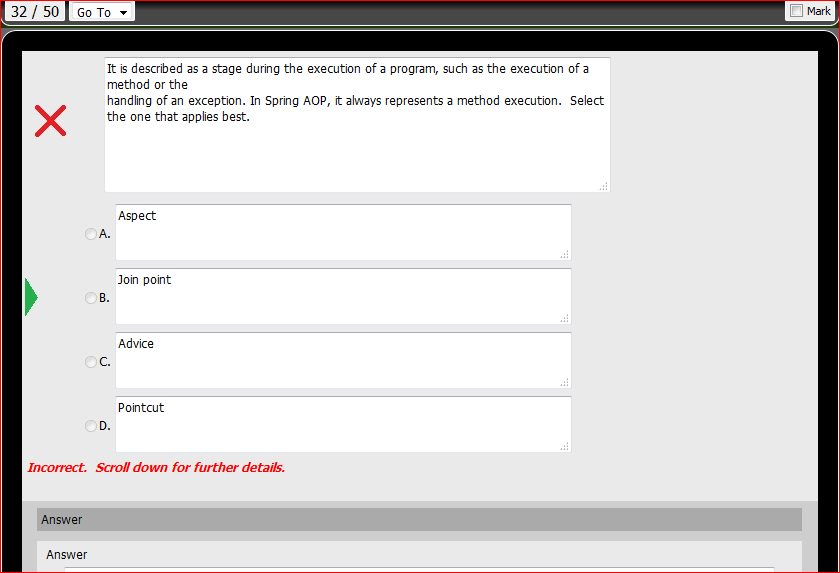 32 / 50 Go To Mark
It is described as a stage during the execution of a program, such as the execution of a
method or the
handling of an exception. In Spring AOP, it always represents a method execution.  Select
the one that applies best.
A. Aspect
B. Join point
C. Advice
D. Pointcut
Incorrect.  Scroll down for further details.
Answer
Answer